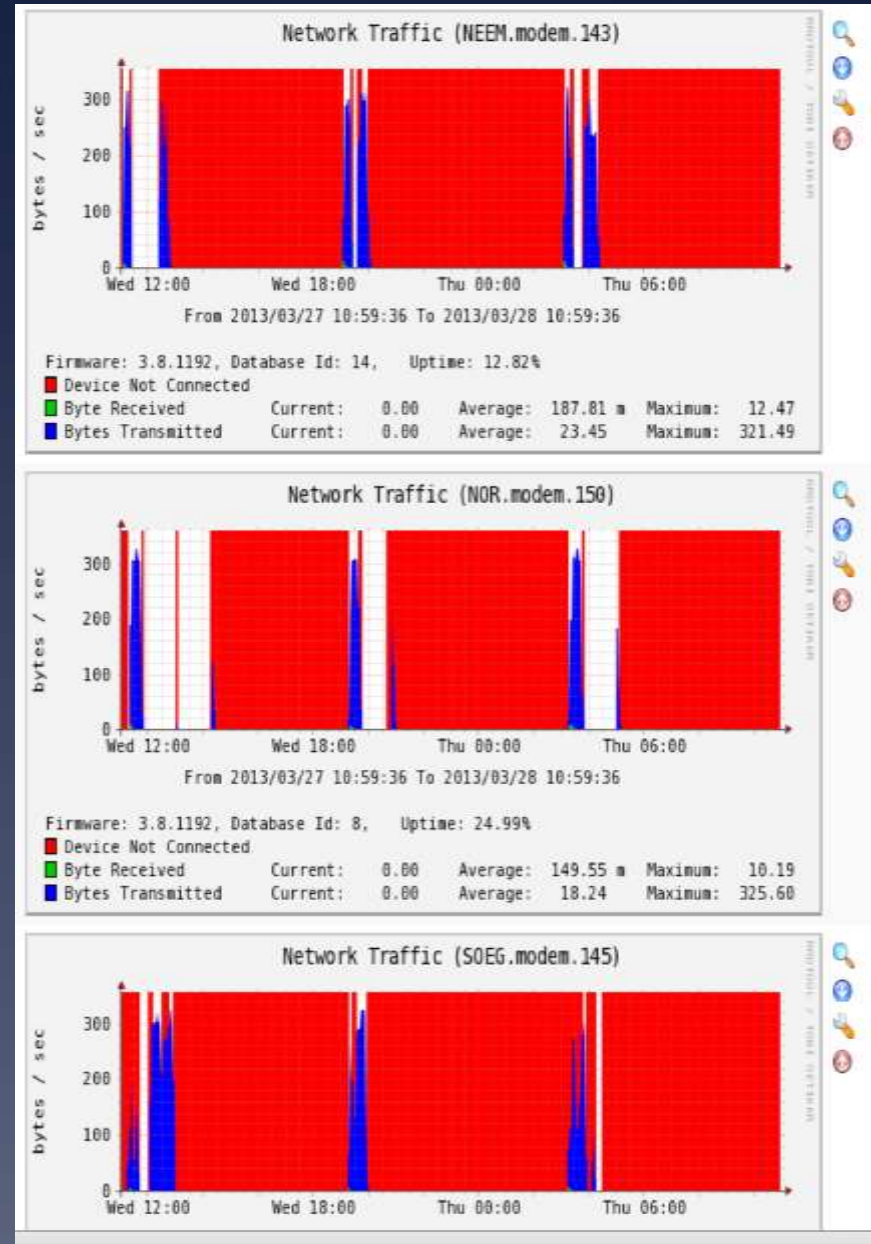 Network Traffic (NEEM.modem.143)
bytes / sec
300
200
100
0
Wed 12:00 Wed 18:00 Thu 00:00 Thu 06:00
From 2013/03/27 10:59:36 To 2013/03/28 10:59:36
Firmware: 3.8.1192, Database Id: 14, Uptime: 12.82%
Device Not Connected
Byte Received Current: 0.00 Average: 187.81 m Maximum: 12.47
Bytes Transmitted Current: 0.00 Average: 23.45 Maximum: 321.49
Network Traffic (NOR.modem.150)
bytes / sec
300
200
100
0
Wed 12:00 Wed 18:00 Thu 00:00 Thu 06:00
From 2013/03/27 10:59:36 To 2013/03/28 10:59:36
Firmware: 3.8.1192, Database Id: 8, Uptime: 24.99%
Device Not Connected
Byte Received Current: 0.00 Average: 149.55 m Maximum: 10.19
Bytes Transmitted Current: 0.00 Average: 18.24 Maximum: 325.60
Network Traffic (SOEG.modem.145)
bytes / sec
300
200
100
0
Wed 12:00 Wed 18:00 Thu 00:00 Thu 06:00